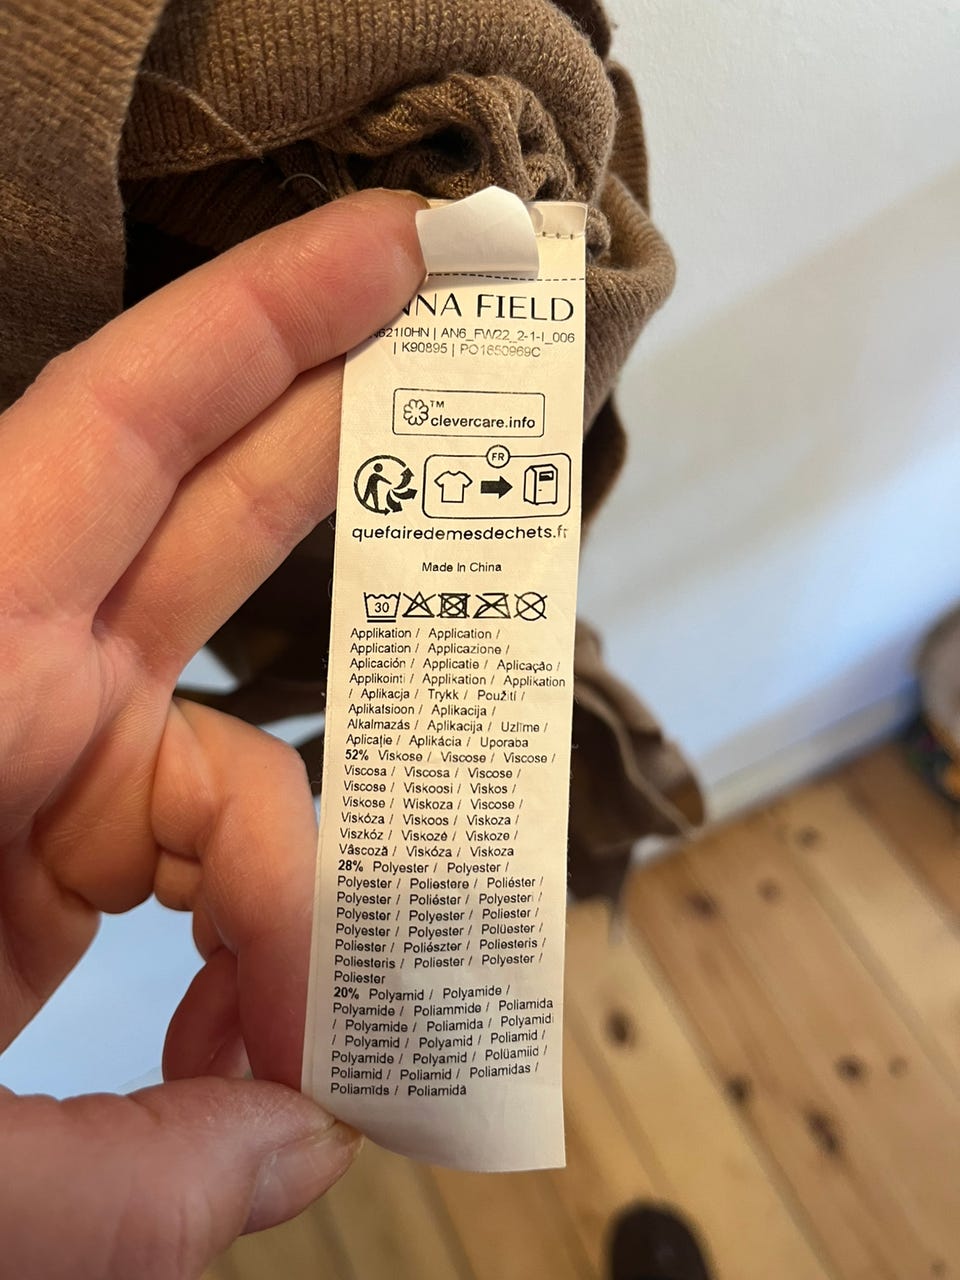 NNA FIELD
621I0HN | AN6_FW22_2-1-I_006
| K90895 | PO1650969C
TM
clevercare.info
FR
quefairedemesdechets.fr
Made In China
30
Applikation / Application /
Application / Applicazione /
Aplicación / Applicatie / Aplicação /
Applikointi / Applikation / Applikation
/ Aplikacja / Trykk / Použití /
Aplikatsioon / Aplikacija /
Alkalmazás / Aplikacija / Uzlīme /
Aplicație / Aplikácia / Uporaba
52% Viskose / Viscose / Viscose /
Viscosa / Viscosa / Viscose /
Viscose / Viskoosi / Viskos /
Viskose / Wiskoza / Viscose /
Viskóza / Viskoos / Viskoza /
Viszkóz / Viskozė / Viskoze /
Vâscoză / Viskóza / Viskoza
28% Polyester / Polyester /
Polyester / Poliestere / Poliéster /
Polyester / Poliéster / Polyesteri /
Polyester / Polyester / Poliester /
Polyester / Polyester / Polüester /
Poliester / Poliészter / Poliesteris /
Poliesteris / Poliester / Polyester /
Poliester
20% Polyamid / Polyamide /
Polyamide / Poliammide / Poliamida
/ Polyamide / Poliamida / Polyamidi
/ Polyamid / Polyamid / Poliamid /
Polyamide / Polyamid / Polüamiid /
Poliamid / Poliamid / Poliamidas /
Poliamīds / Poliamidă